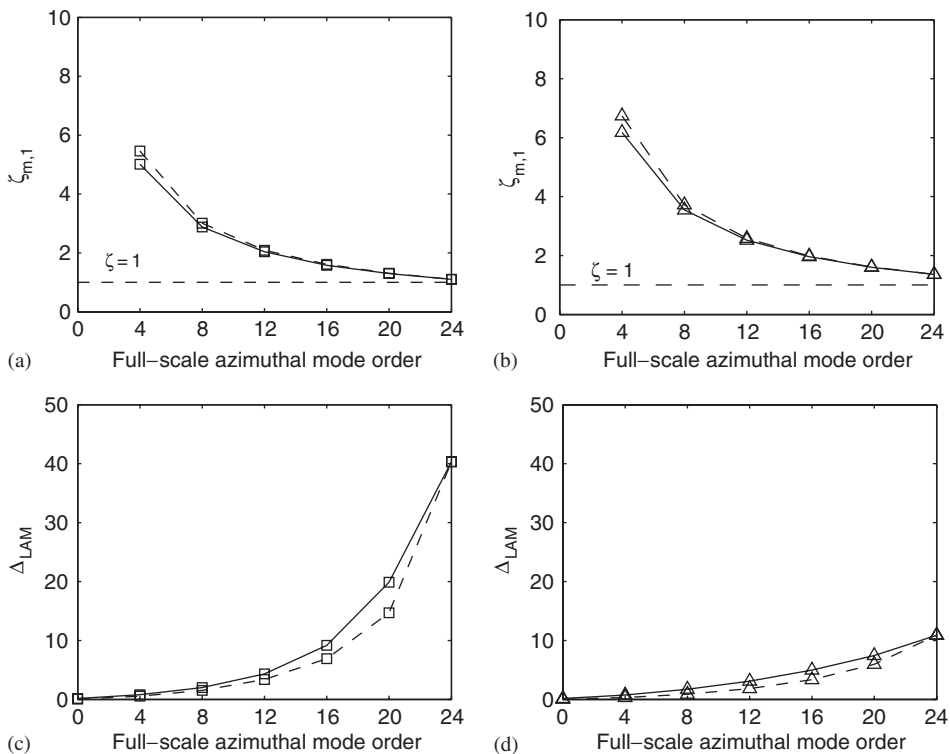 10
8
6
4
2
0
ζm,1
ζ = 1
0 4 8 12 16 20 24
(a) Full−scale azimuthal mode order
10
8
6
4
2
0
ζm,1
ζ = 1
0 4 8 12 16 20 24
(b) Full−scale azimuthal mode order
50
40
30
20
10
0
ΔLAM
0 4 8 12 16 20 24
(c) Full−scale azimuthal mode order
50
40
30
20
10
0
ΔLAM
0 4 8 12 16 20 24
(d) Full−scale azimuthal mode order